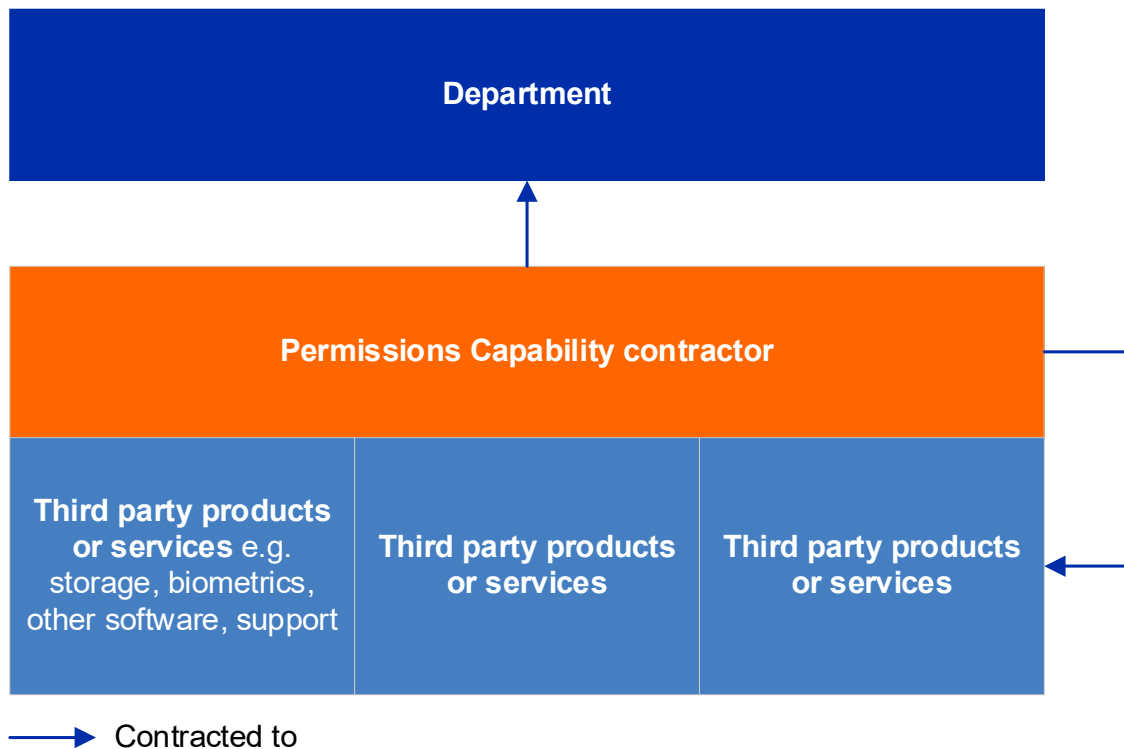 Department
Permissions Capability contractor
Third party products
or services e.g.
storage, biometrics,
other software, support
Third party products
or services
Third party products
or services
Contracted to